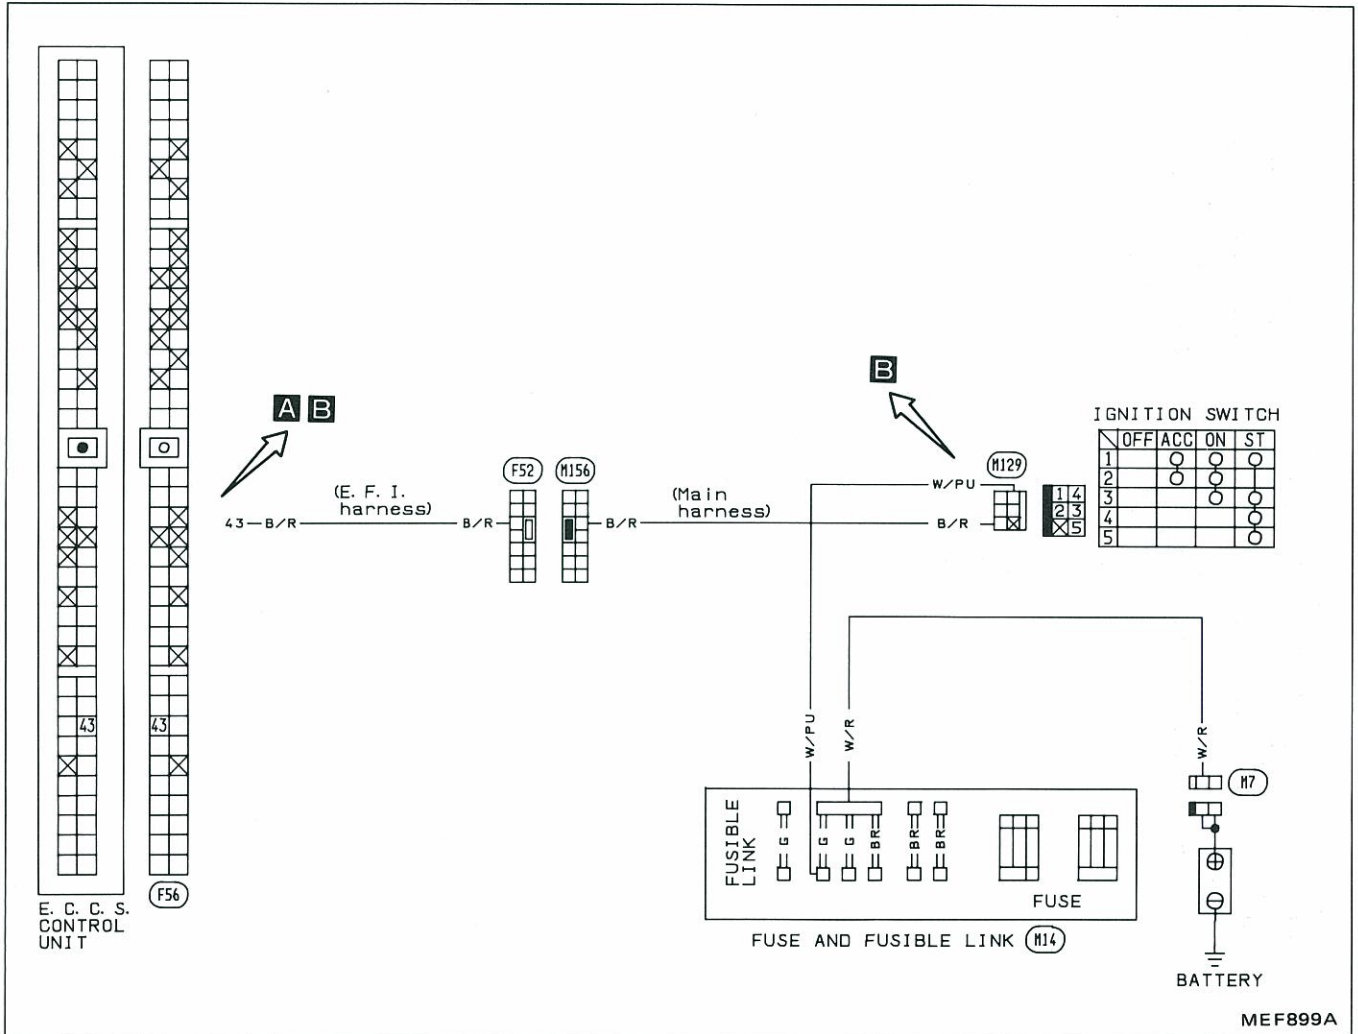 B
A B
IGNITION SWITCH
OFF ACC ON ST
1
2
3
4
5
F52
M156
M129
(E. F. I.
harness)
(Main
harness)
W/PU
1 4
2 3
5
43 B/R
B/R
B/R
B/R
43
43
W/PU
W/R
W/R
M7
FUSIBLE
LINK
G
G
G
BR
BR
BR
FUSE
F56
E. C. C. S.
CONTROL
UNIT
FUSE AND FUSIBLE LINK M14
BATTERY
MEF899A